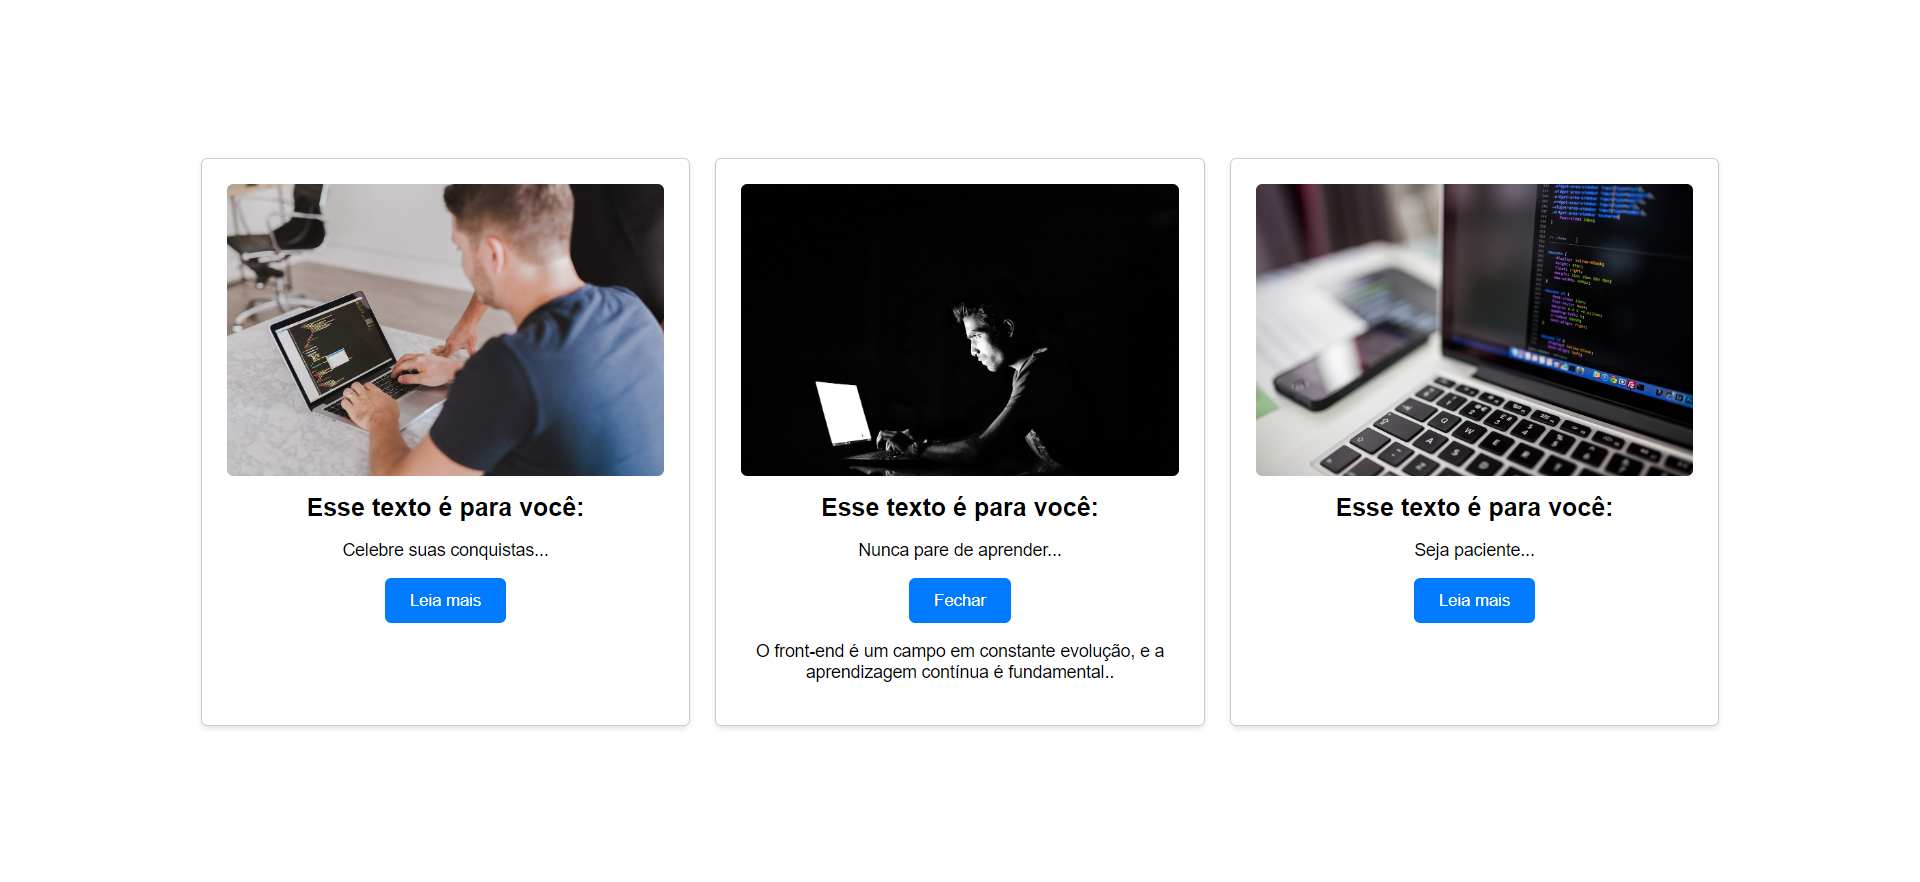 Esse texto é para você:
Celebre suas conquistas...
Leia mais
Esse texto é para você:
Nunca pare de aprender...
Fechar
O front-end é um campo em constante evolução, e a
aprendizagem contínua é fundamental..
Esse texto é para você:
Seja paciente...
Leia mais